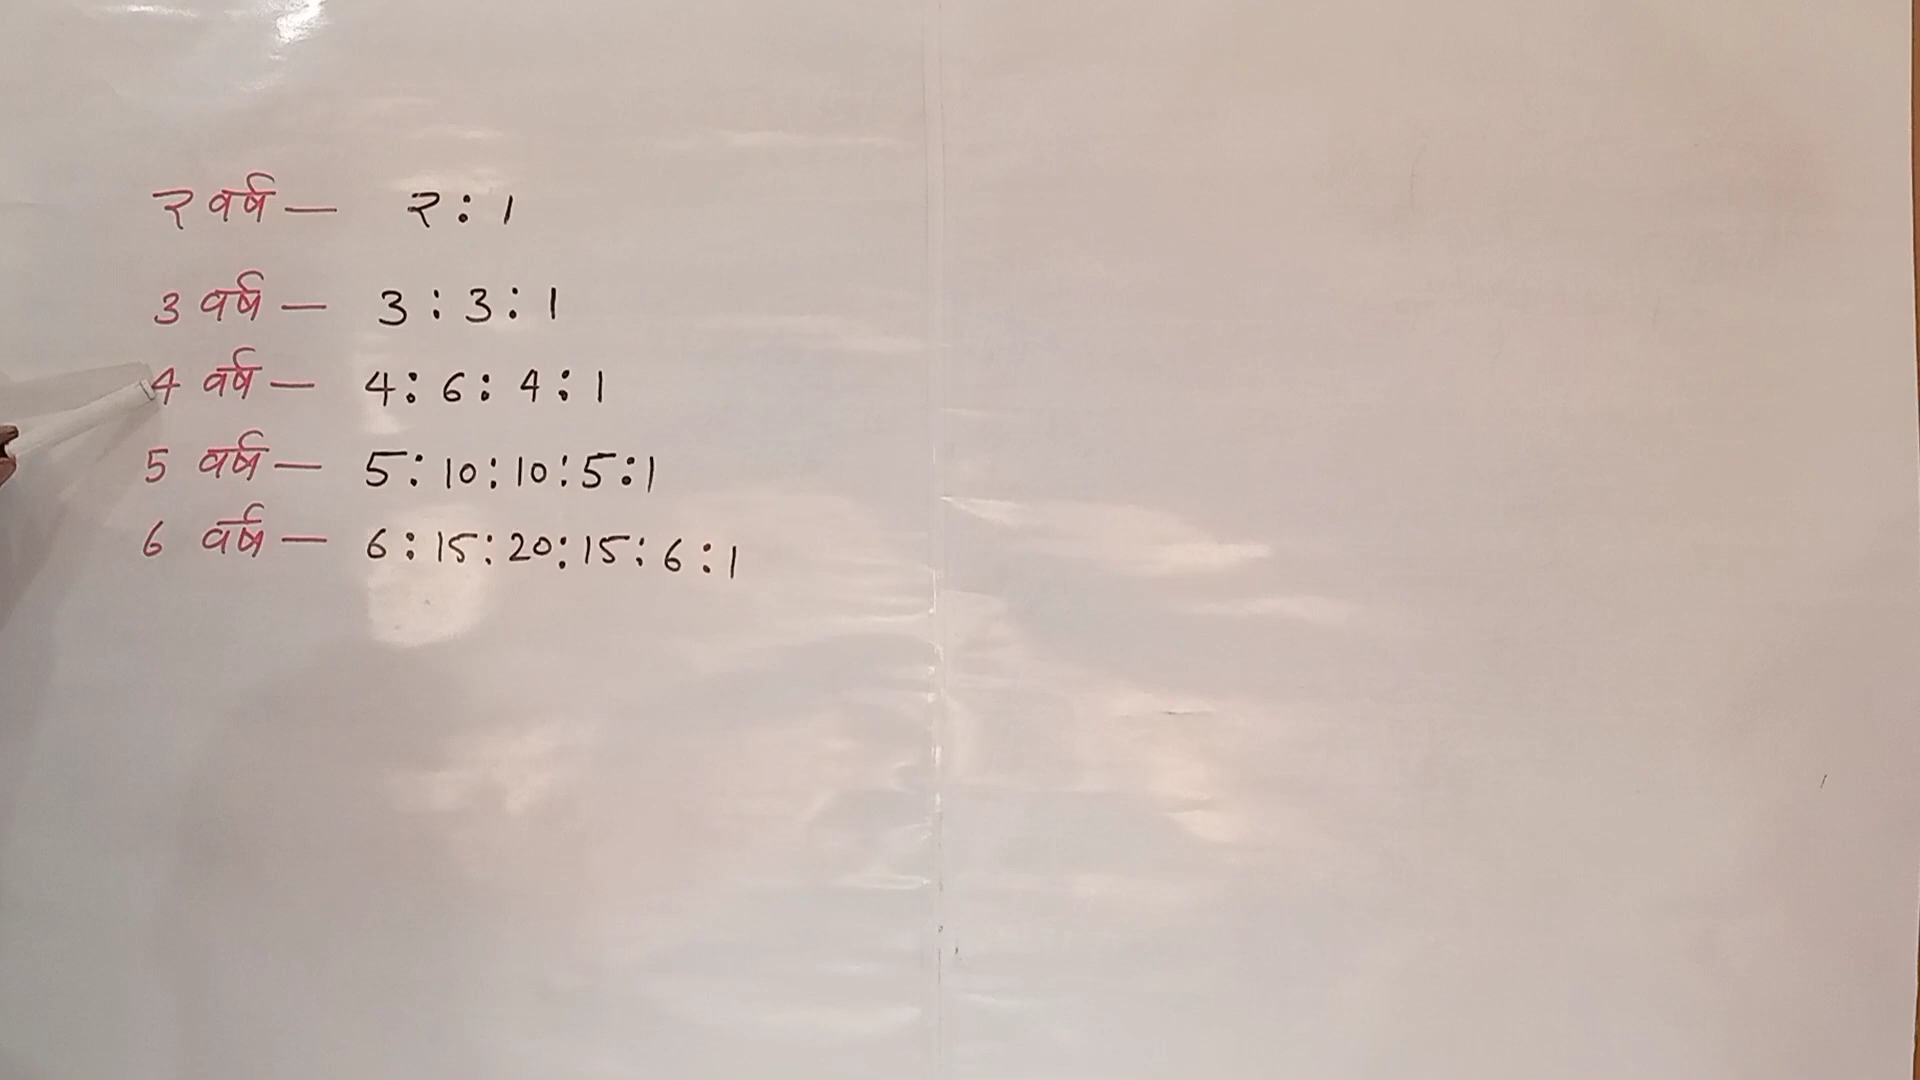 २ वर्ष — २ : 1
3 वर्ष — 3 : 3 : 1
4 वर्ष — 4 : 6 : 4 : 1
5 वर्ष — 5 : 10 : 10 : 5 : 1
6 वर्ष — 6 : 15 : 20 : 15 : 6 : 1